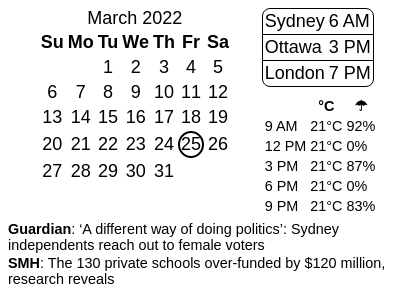 March 2022
Su Mo Tu We Th Fr Sa
1 2 3 4 5
6 7 8 9 10 11 12
13 14 15 16 17 18 19
20 21 22 23 24 25 26
27 28 29 30 31
Sydney 6 AM
Ottawa 3 PM
London 7 PM
°C ☂
9 AM 21°C 92%
12 PM 21°C 0%
3 PM 21°C 87%
6 PM 21°C 0%
9 PM 21°C 83%
Guardian: ‘A different way of doing politics’: Sydney
independents reach out to female voters
SMH: The 130 private schools over-funded by $120 million,
research reveals